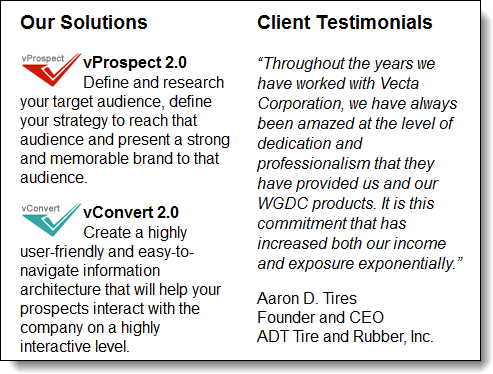 Our Solutions
vProspect
vProspect 2.0
Define and research
your target audience, define
your strategy to reach that
audience and present a strong
and memorable brand to that
audience.
vConvert
vConvert 2.0
Create a highly
user-friendly and easy-to-
navigate information
architecture that will help your
prospects interact with the
company on a highly
interactive level.
Client Testimonials
“Throughout the years we
have worked with Vecta
Corporation, we have always
been amazed at the level of
dedication and
professionalism that they
have provided us and our
WGDC products. It is this
commitment that has
increased both our income
and exposure exponentially.”
Aaron D. Tires
Founder and CEO
ADT Tire and Rubber, Inc.